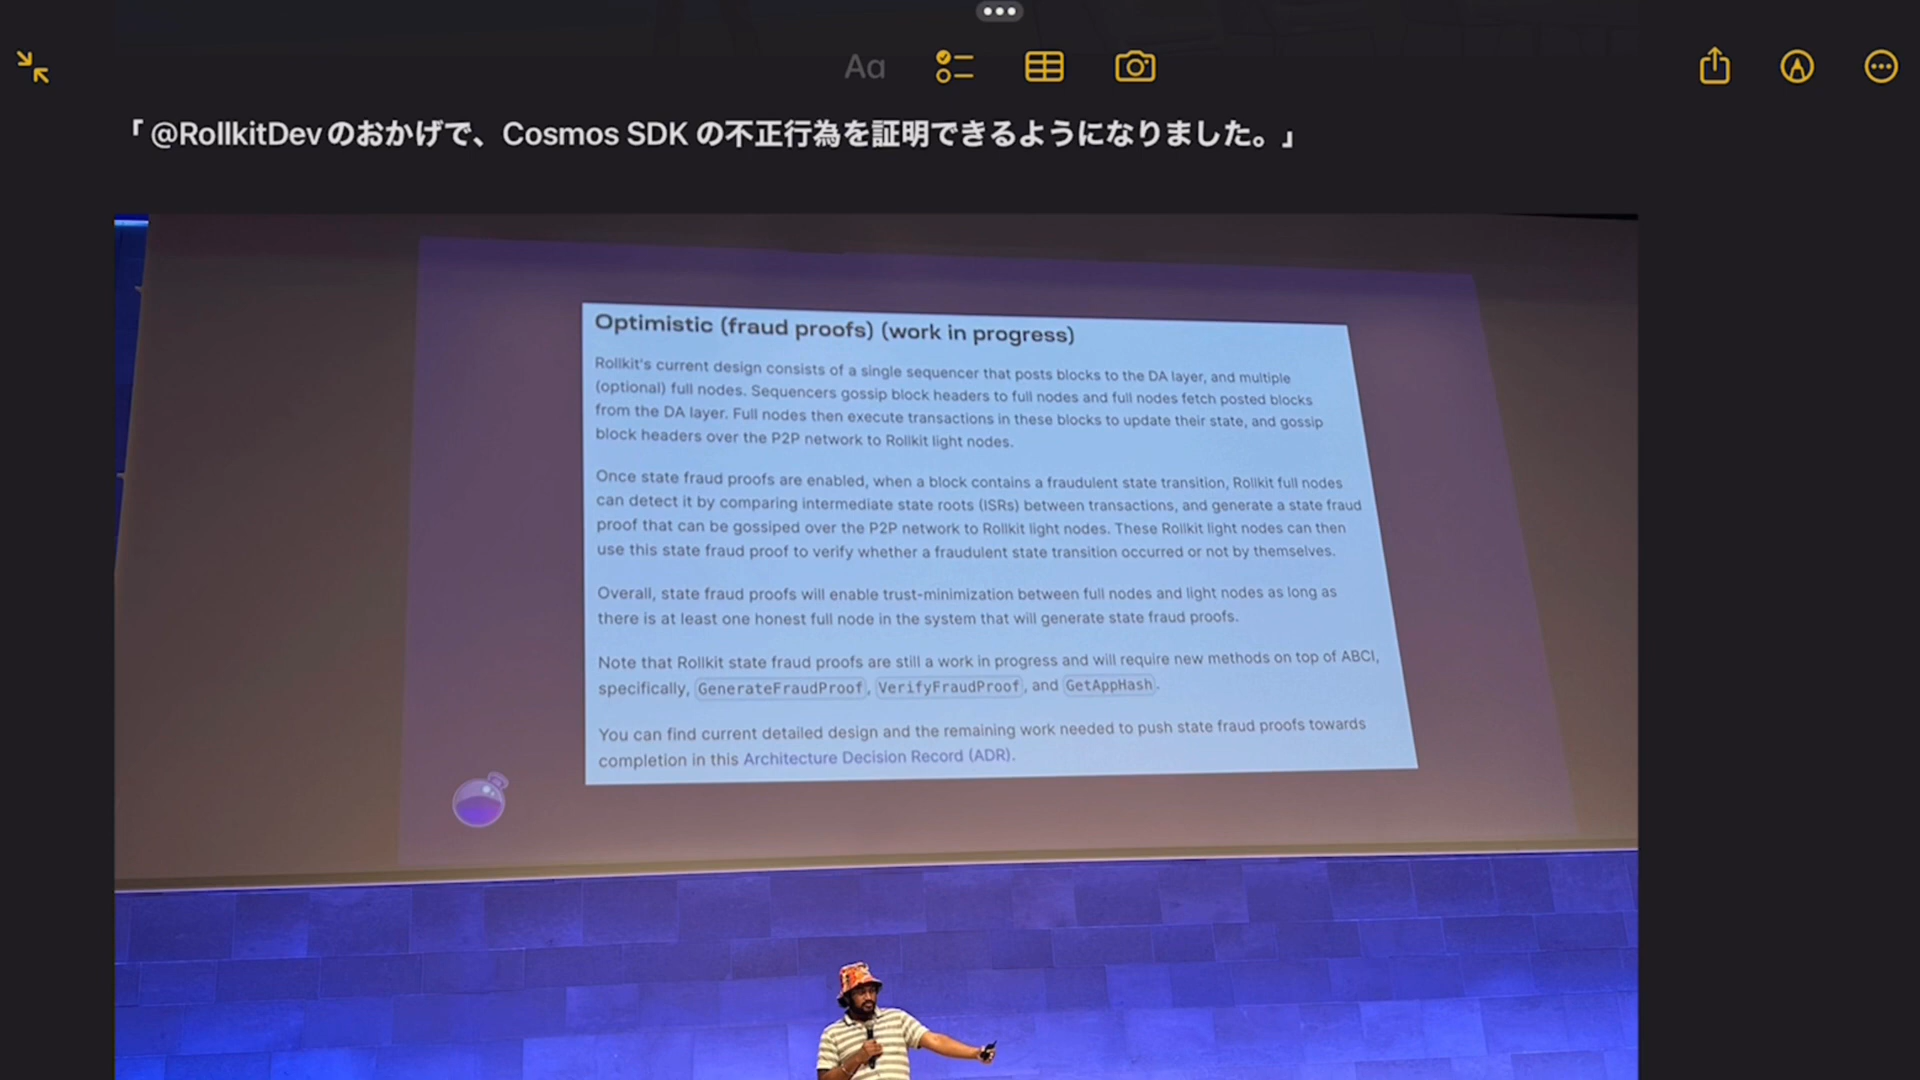 Aa
「 @RollkitDevのおかげで、Cosmos SDK の不正行為を証明できるようになりました。」
Optimistic (fraud proofs) (work in progress)
Rollkit's current design consists of a single sequencer that posts blocks to the DA layer, and multiple
(optional) full nodes. Sequencers gossip block headers to full nodes and full nodes fetch posted blocks
from the DA layer. Full nodes then execute transactions in these blocks to update their state, and gossip
block headers over the P2P network to Rollkit light nodes.
Once state fraud proofs are enabled, when a block contains a fraudulent state transition, Rollkit full nodes
can detect it by comparing intermediate state roots (ISRs) between transactions, and generate a state fraud
proof that can be gossiped over the P2P network to Rollkit light nodes. These Rollkit light nodes can then
use this state fraud proof to verify whether a fraudulent state transition occurred or not by themselves.
Overall, state fraud proofs will enable trust-minimization between full nodes and light nodes as long as
there is at least one honest full node in the system that will generate state fraud proofs.
Note that Rollkit state fraud proofs are still a work in progress and will require new methods on top of ABCI,
specifically, GenerateFraudProof, VerifyFraudProof, and GetAppHash.
You can find current detailed design and the remaining work needed to push state fraud proofs towards
completion in this Architecture Decision Record (ADR).